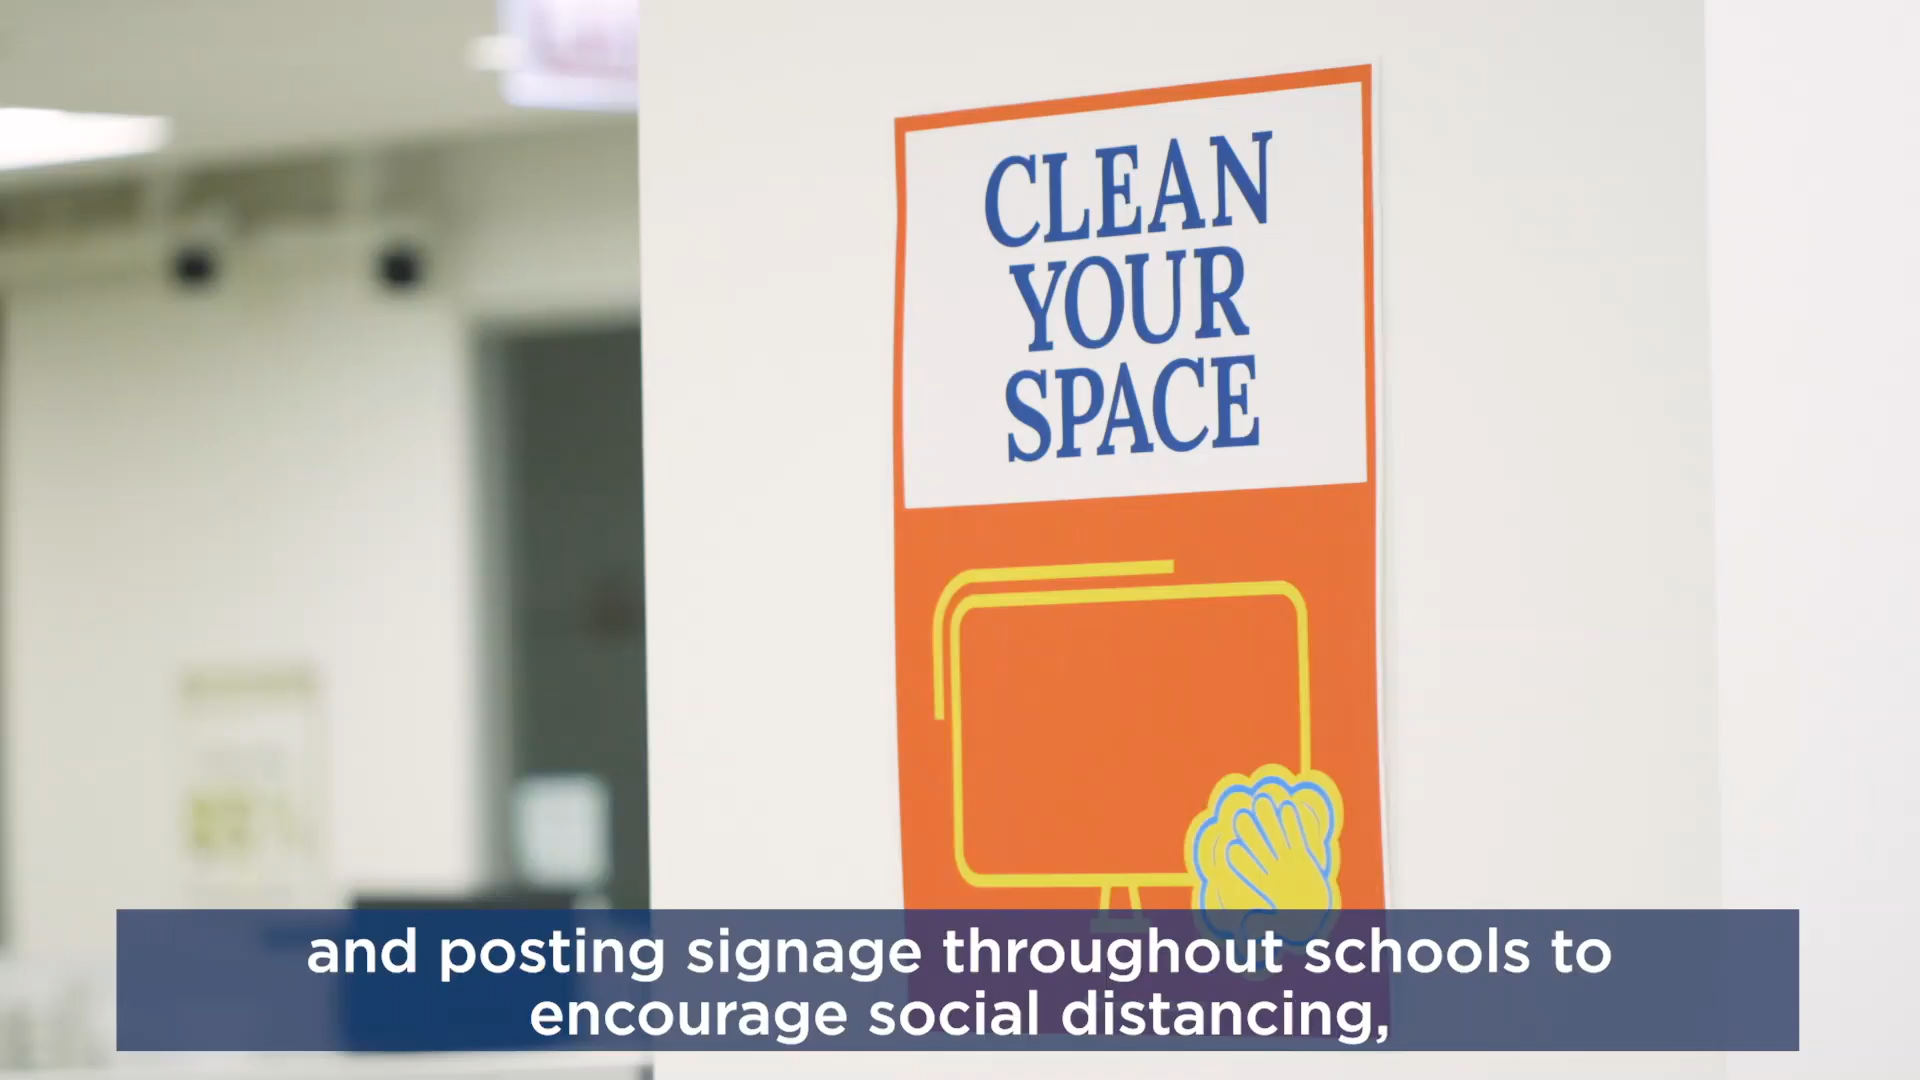 CLEAN
YOUR
SPACE
and posting signage throughout schools to
encourage social distancing,